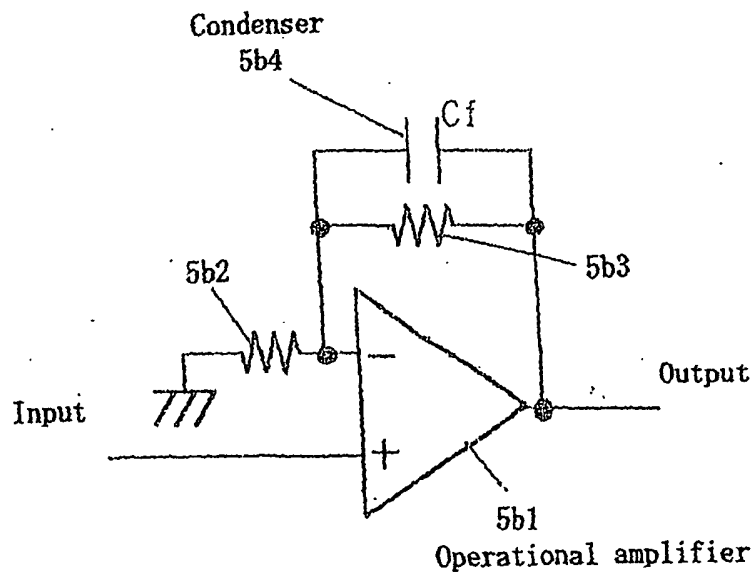 Condenser
5b4
Cf
5b2
5b3
−
Input
Output
+
5b1
Operational amplifier